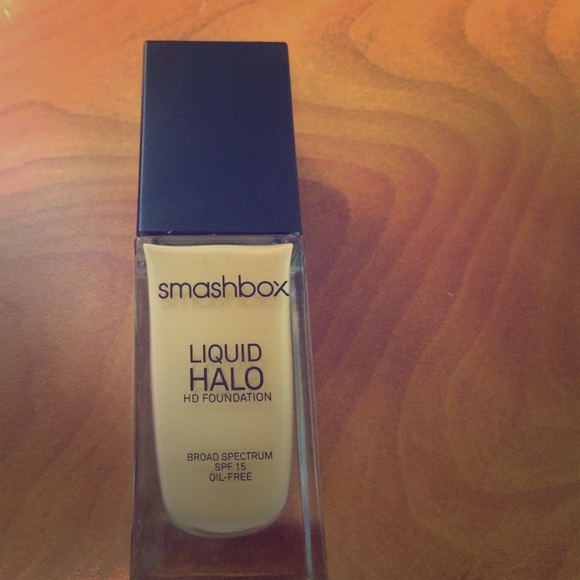 smashbox
LIQUID
HALO
HD FOUNDATION
BROAD SPECTRUM
SPF 15
OIL-FREE